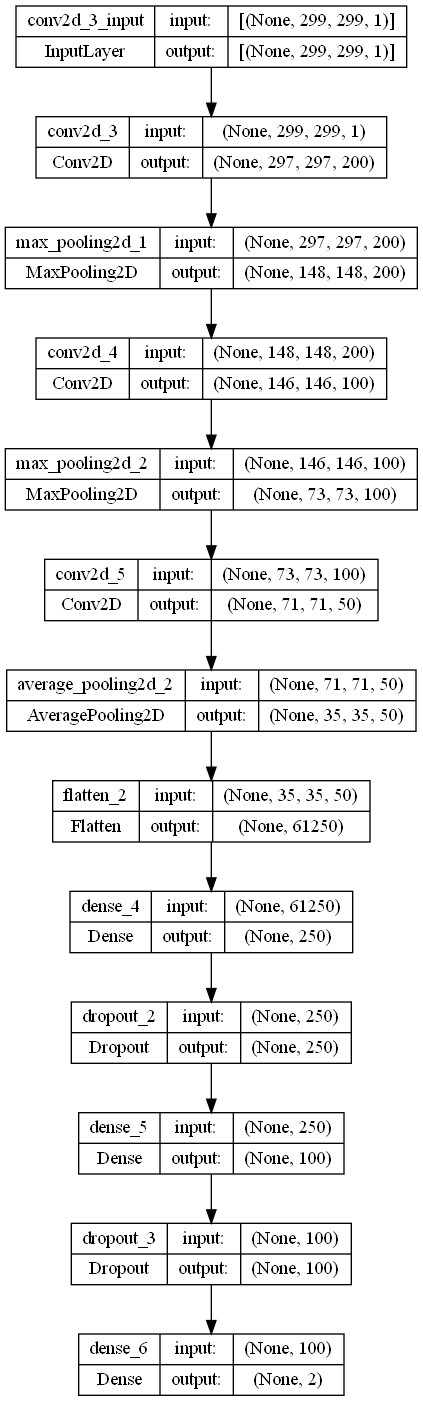 conv2d_3_input input: [(None, 299, 299, 1)]
InputLayer output: [(None, 299, 299, 1)]
conv2d_3 input: (None, 299, 299, 1)
Conv2D output: (None, 297, 297, 200)
max_pooling2d_1 input: (None, 297, 297, 200)
MaxPooling2D output: (None, 148, 148, 200)
conv2d_4 input: (None, 148, 148, 200)
Conv2D output: (None, 146, 146, 100)
max_pooling2d_2 input: (None, 146, 146, 100)
MaxPooling2D output: (None, 73, 73, 100)
conv2d_5 input: (None, 73, 73, 100)
Conv2D output: (None, 71, 71, 50)
average_pooling2d_2 input: (None, 71, 71, 50)
AveragePooling2D output: (None, 35, 35, 50)
flatten_2 input: (None, 35, 35, 50)
Flatten output: (None, 61250)
dense_4 input: (None, 61250)
Dense output: (None, 250)
dropout_2 input: (None, 250)
Dropout output: (None, 250)
dense_5 input: (None, 250)
Dense output: (None, 100)
dropout_3 input: (None, 100)
Dropout output: (None, 100)
dense_6 input: (None, 100)
Dense output: (None, 2)